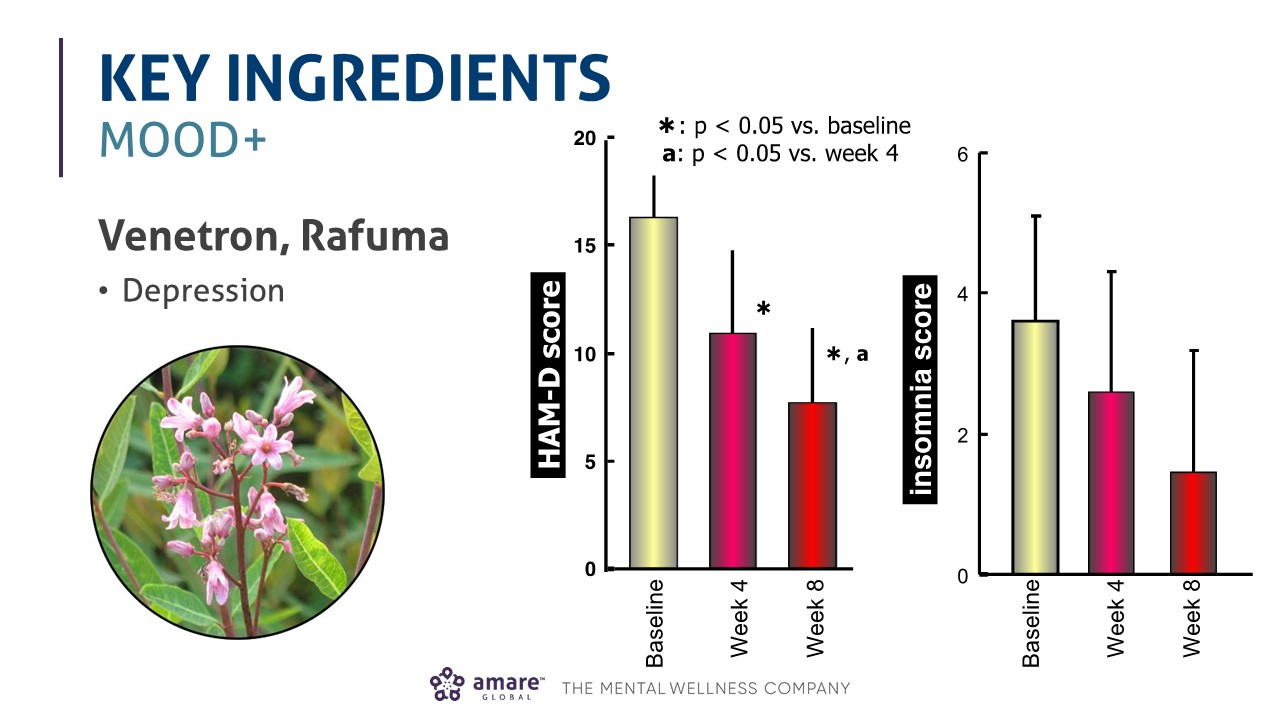 KEY INGREDIENTS
MOOD+
Venetron, Rafuma
• Depression
*: p < 0.05 vs. baseline
a: p < 0.05 vs. week 4
HAM-D score
20
15
10
5
0
*
*, a
Baseline
Week 4
Week 8
insomnia score
6
4
2
0
Baseline
Week 4
Week 8
amare™
GLOBAL
THE MENTAL WELLNESS COMPANY